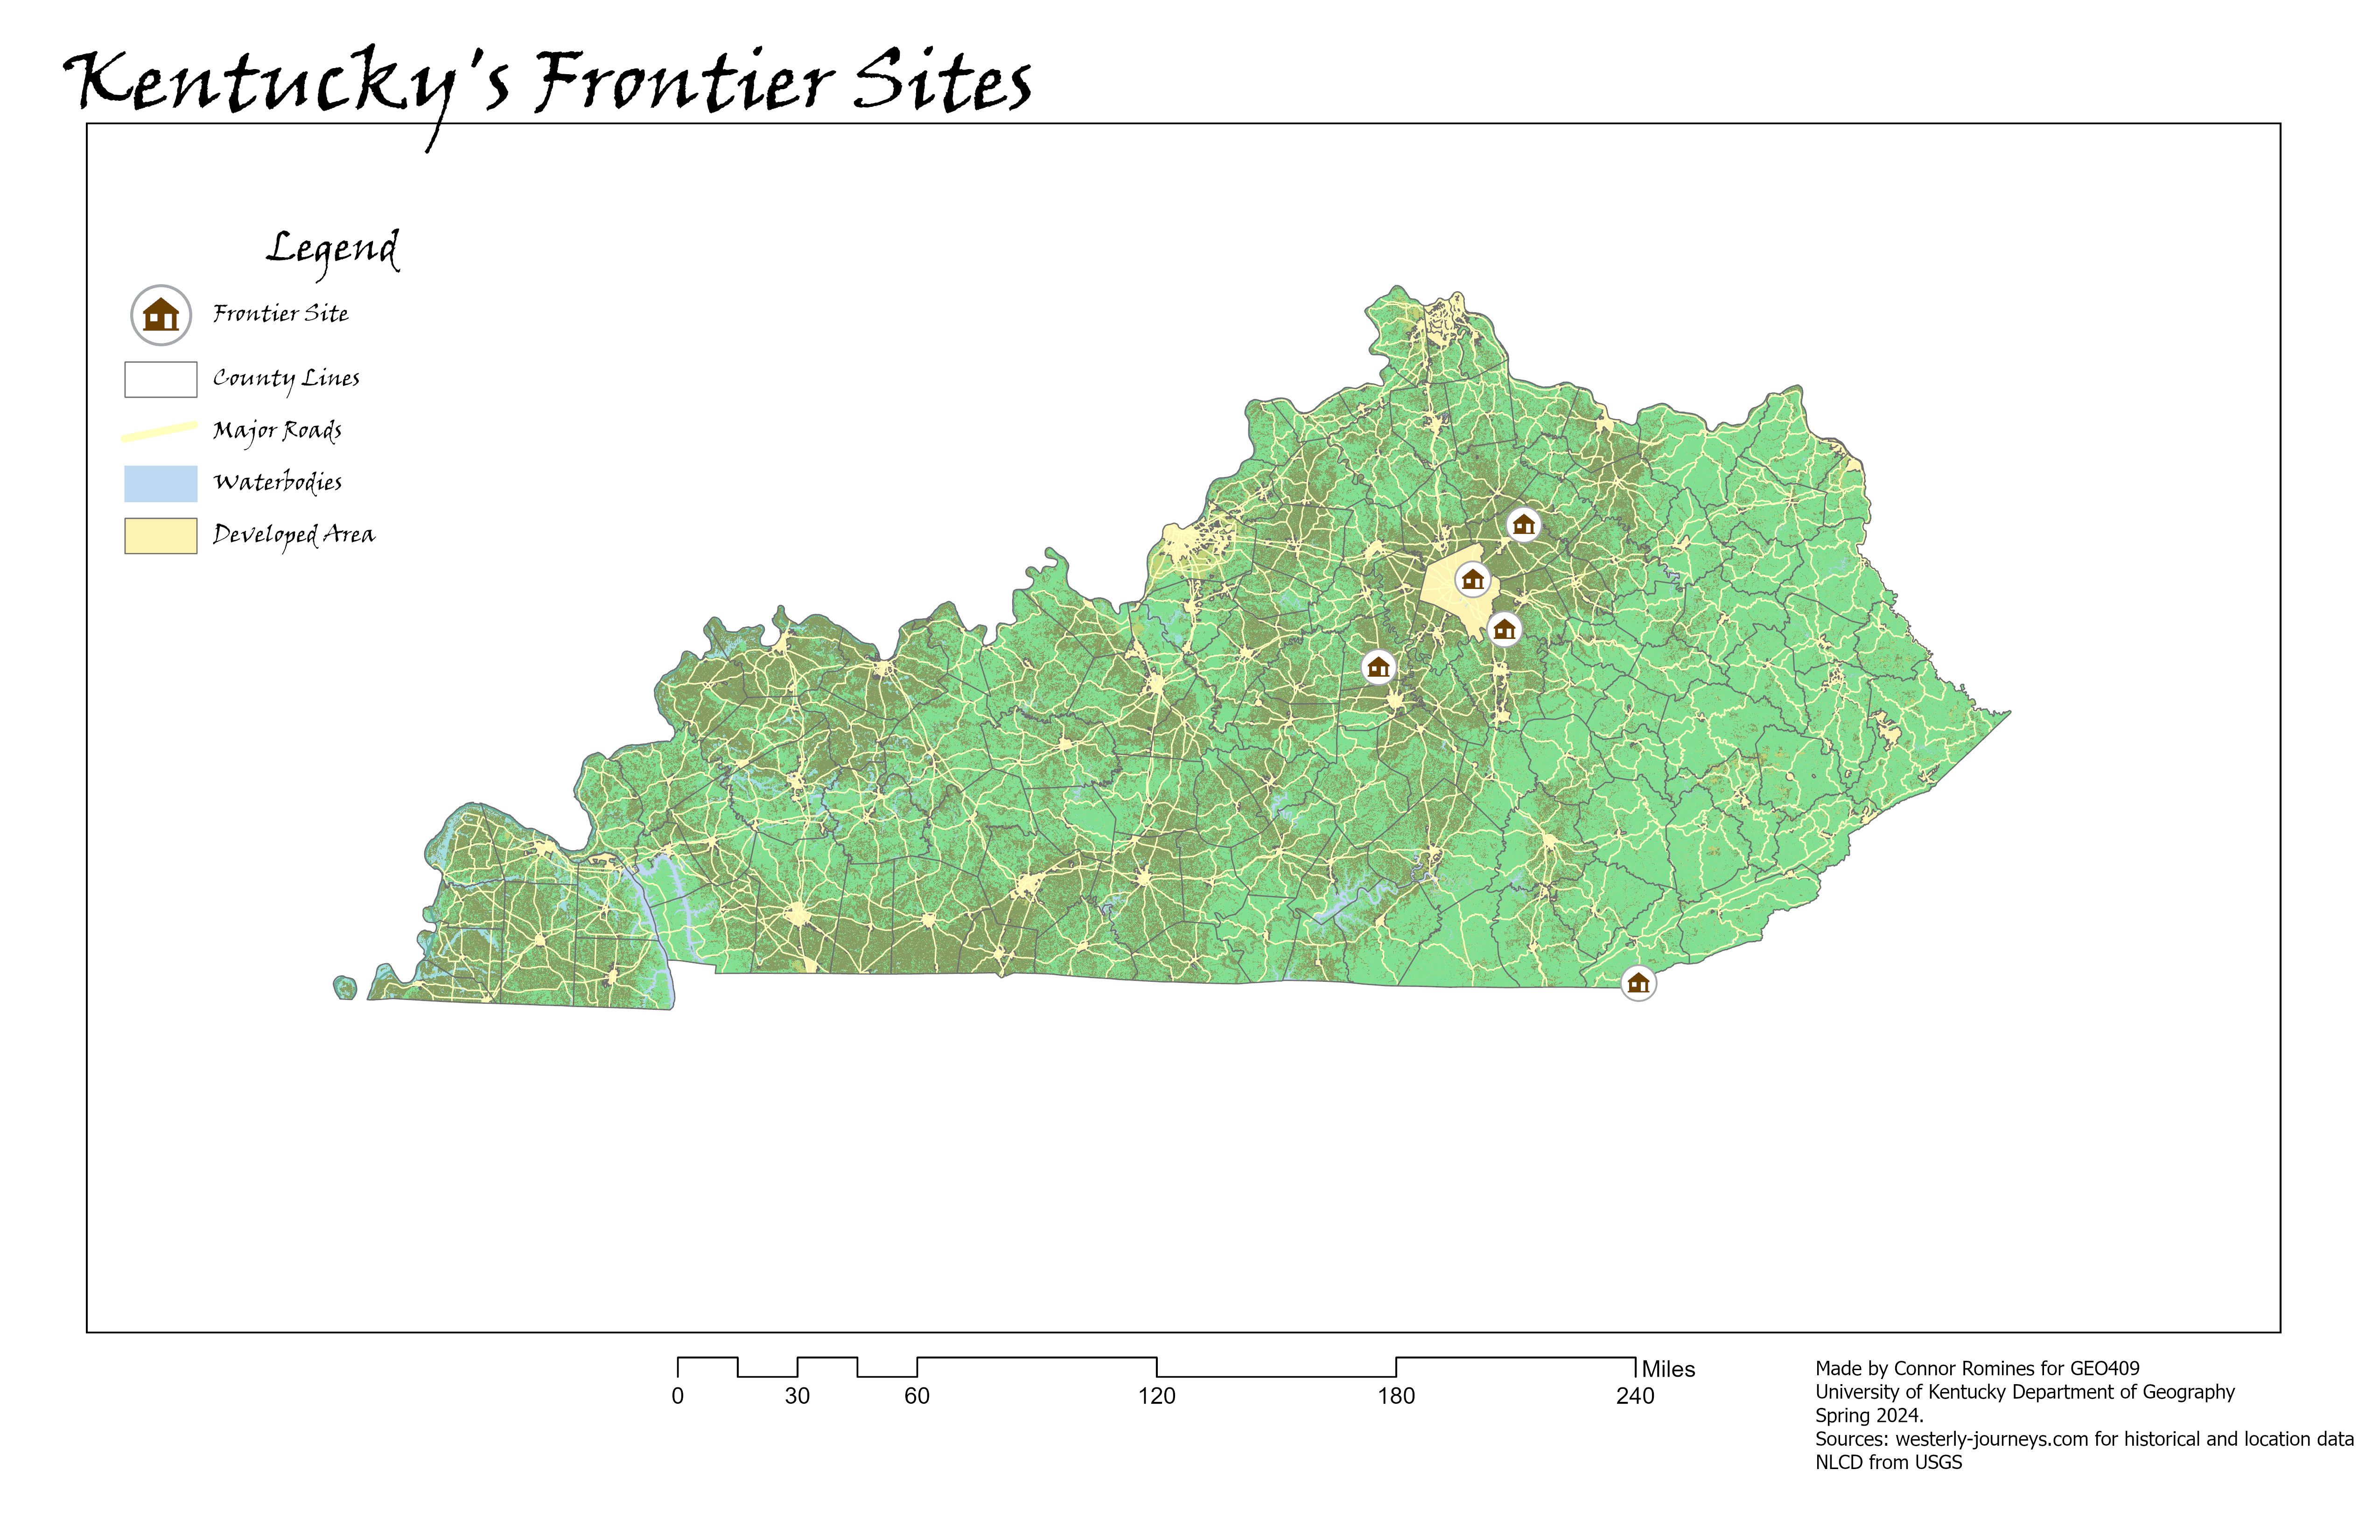 Kentucky's Frontier Sites
Legend
Frontier Site
County Lines
Major Roads
Waterbodies
Developed Area
Miles
0 30 60 120 180 240
Made by Connor Romines for GEO409
University of Kentucky Department of Geography
Spring 2024.
Sources: westerly-journeys.com for historical and location data
NLCD from USGS